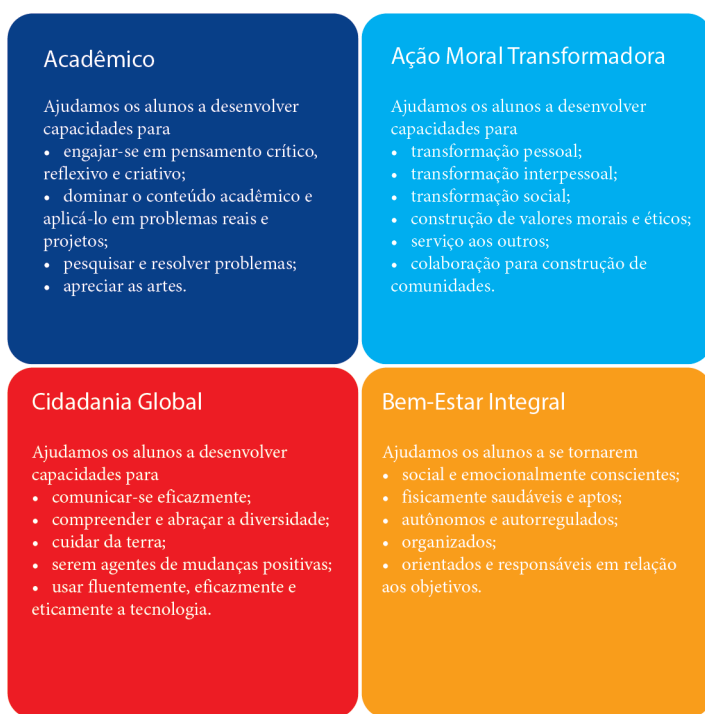 Acadêmico
Ajudamos os alunos a desenvolver
capacidades para
• engajar-se em pensamento crítico,
reflexivo e criativo;
• dominar o conteúdo acadêmico e
aplicá-lo em problemas reais e
projetos;
• pesquisar e resolver problemas;
• apreciar as artes.
Ação Moral Transformadora
Ajudamos os alunos a desenvolver
capacidades para
• transformação pessoal;
• transformação interpessoal;
• transformação social;
• construção de valores morais e éticos;
• serviço aos outros;
• colaboração para construção de
comunidades.
Cidadania Global
Ajudamos os alunos a desenvolver
capacidades para
• comunicar-se eficazmente;
• compreender e abraçar a diversidade;
• cuidar da terra;
• serem agentes de mudanças positivas;
• usar fluentemente, eficazmente e
eticamente a tecnologia.
Bem-Estar Integral
Ajudamos os alunos a se tornarem
• social e emocionalmente conscientes;
• fisicamente saudáveis e aptos;
• autônomos e autorregulados;
• organizados;
• orientados e responsáveis em relação
aos objetivos.